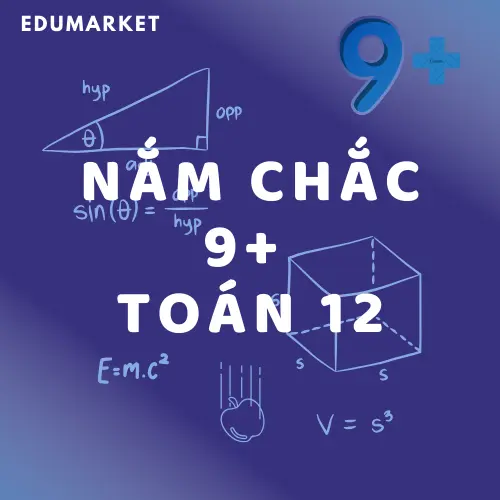 EDUMARKET
9+
hyp
opp
θ
NẮM CHẮC
sin(θ) = opp/hyp
9+
TOÁN 12
s
s
s
E=m.c²
V = s³